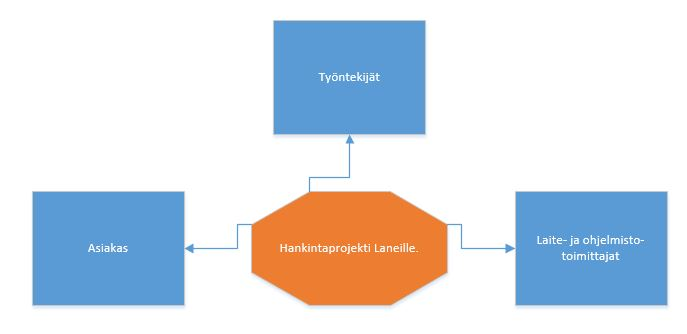 Työntekijät
Asiakas
Hankintaprojekti Laneille.
Laite- ja ohjelmisto-
toimittajat